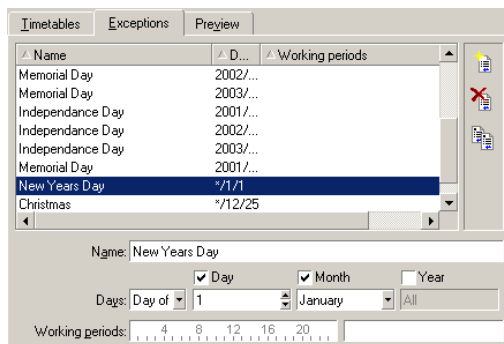 Timetables Exceptions Preview
Name D... Working periods
Memorial Day 2002/...
Memorial Day 2003/...
Independance Day 2001/...
Independance Day 2002/...
Independance Day 2003/...
Memorial Day 2001/...
New Years Day */1/1
Christmas */12/25
Name: New Years Day
Day Month Year
Days: Day of 1 January All
Working periods: 4 8 12 16 20